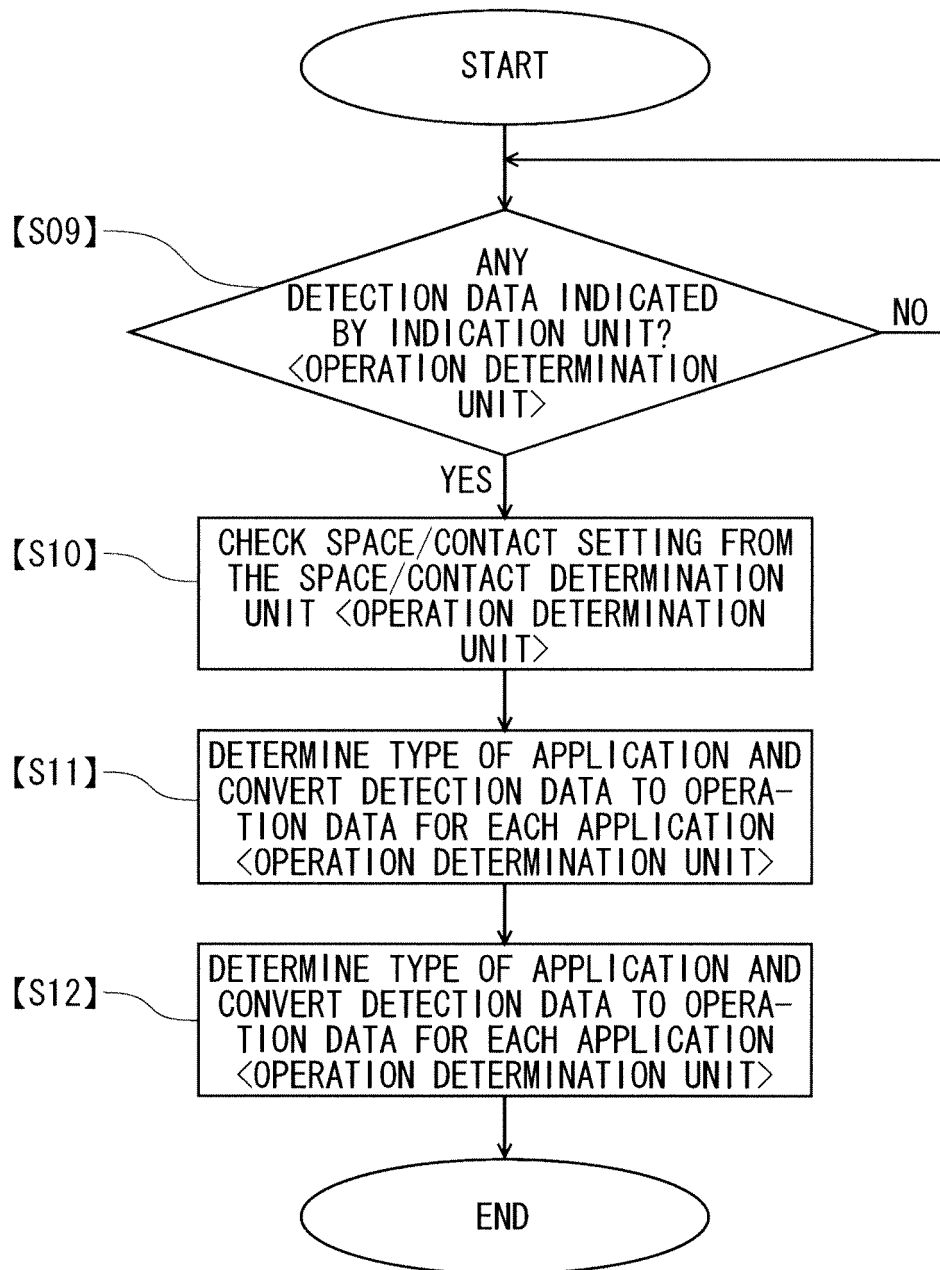 START
【S09】
ANY
DETECTION DATA INDICATED
BY INDICATION UNIT?
<OPERATION DETERMINATION
UNIT>
NO
YES
【S10】
CHECK SPACE/CONTACT SETTING FROM
THE SPACE/CONTACT DETERMINATION
UNIT <OPERATION DETERMINATION
UNIT>
【S11】
DETERMINE TYPE OF APPLICATION AND
CONVERT DETECTION DATA TO OPERA-
TION DATA FOR EACH APPLICATION
<OPERATION DETERMINATION UNIT>
【S12】
DETERMINE TYPE OF APPLICATION AND
CONVERT DETECTION DATA TO OPERA-
TION DATA FOR EACH APPLICATION
<OPERATION DETERMINATION UNIT>
END